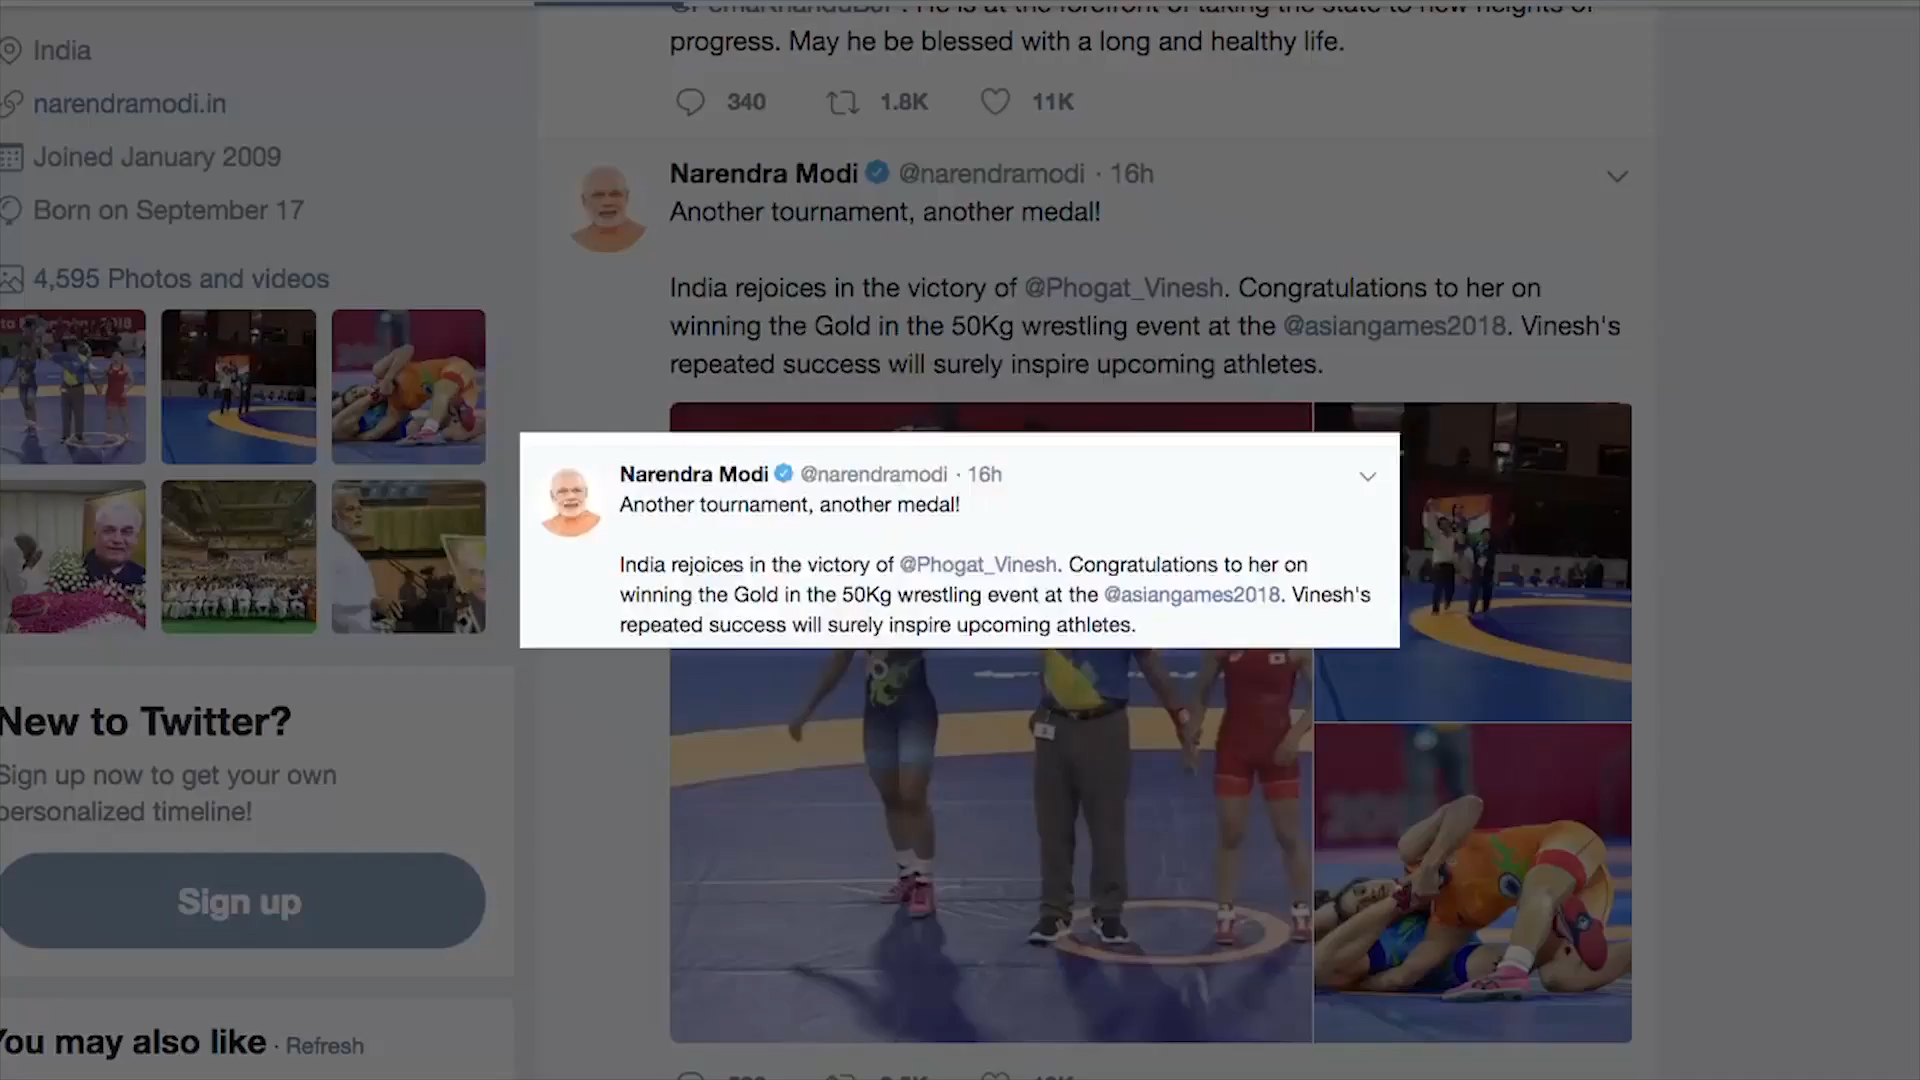 India
narendramodi.in
Joined January 2009
Born on September 17
4,595 Photos and videos
New to Twitter?
Sign up now to get your own
personalized timeline!
Sign up
You may also like · Refresh
progress. May he be blessed with a long and healthy life.
340 1.8K 11K
Narendra Modi @narendramodi · 16h
Another tournament, another medal!
India rejoices in the victory of @Phogat_Vinesh. Congratulations to her on
winning the Gold in the 50Kg wrestling event at the @asiangames2018. Vinesh's
repeated success will surely inspire upcoming athletes.
Narendra Modi @narendramodi · 16h
Another tournament, another medal!
India rejoices in the victory of @Phogat_Vinesh. Congratulations to her on
winning the Gold in the 50Kg wrestling event at the @asiangames2018. Vinesh's
repeated success will surely inspire upcoming athletes.